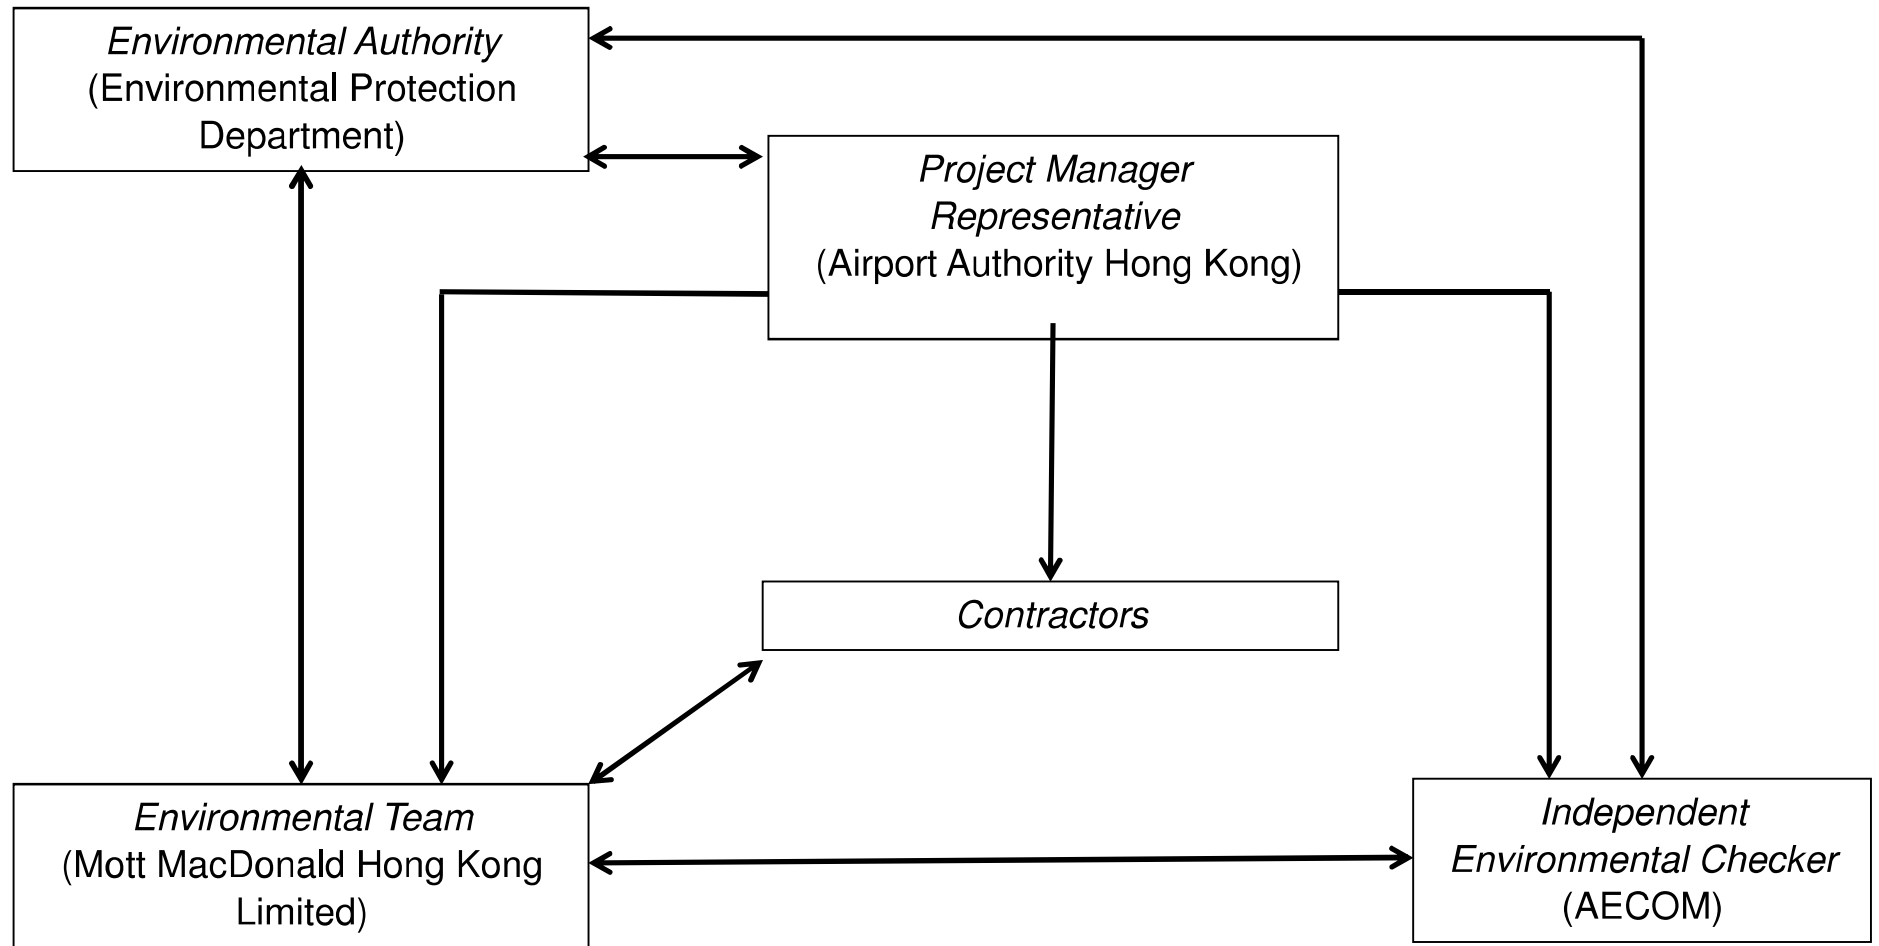 Environmental Authority
(Environmental Protection
Department)
Project Manager
Representative
(Airport Authority Hong Kong)
Contractors
Environmental Team
(Mott MacDonald Hong Kong
Limited)
Independent
Environmental Checker
(AECOM)